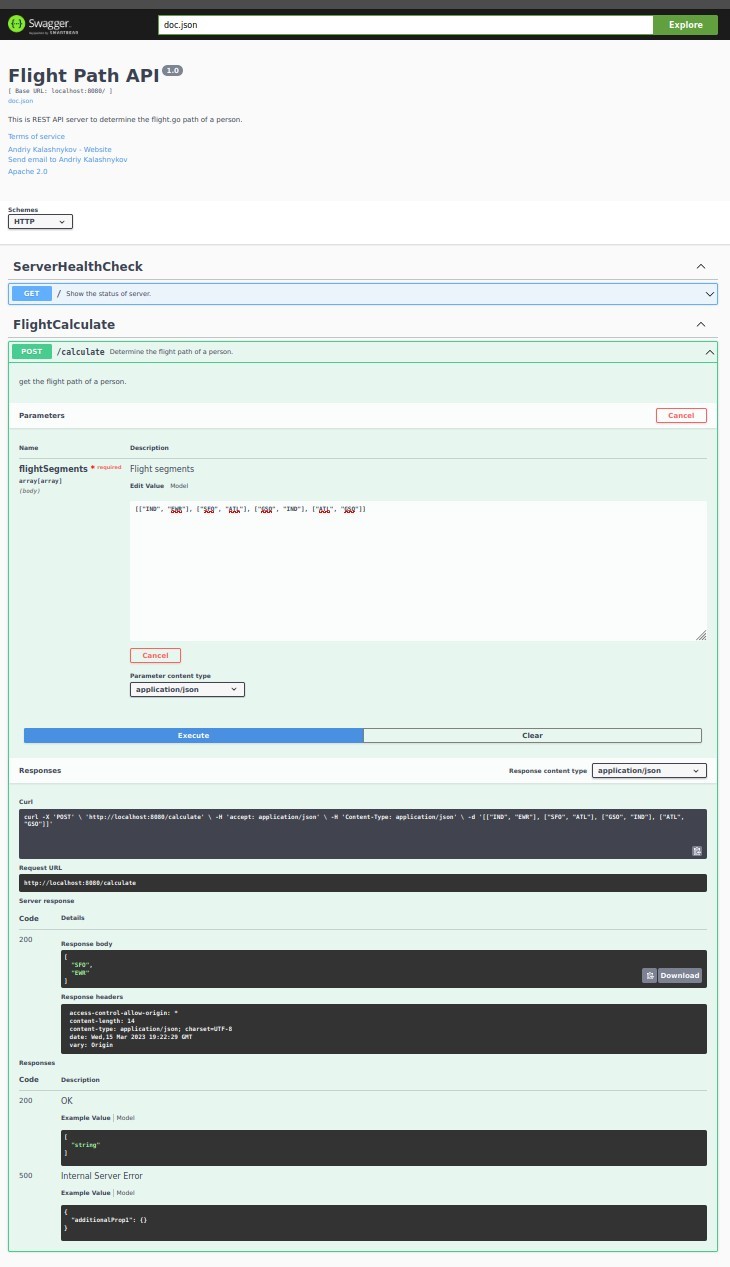 Swagger
Supported by SMARTBEAR
doc.json
Explore
Flight Path API 1.0
[ Base URL: localhost:8080/ ]
doc.json
This is REST API server to determine the flight.go path of a person.
Terms of service
Andriy Kalashnykov - Website
Send email to Andriy Kalashnykov
Apache 2.0
Schemes
HTTP
ServerHealthCheck
GET / Show the status of server.
FlightCalculate
POST /calculate Determine the flight path of a person.
get the flight path of a person.
Parameters
Cancel
Name Description
flightSegments * required
array[array]
(body)
Flight segments
Edit Value Model
[["IND", "EWR"], ["SFO", "ATL"], ["GSO", "IND"], ["ATL", "GSO"]]
Cancel
Parameter content type
application/json
Execute
Clear
Responses
Response content type application/json
Curl
curl -X 'POST' \ 'http://localhost:8080/calculate' \ -H 'accept: application/json' \ -H 'Content-Type: application/json' \ -d '[["IND", "EWR"], ["SFO", "ATL"], ["GSO", "IND"], ["ATL",
"GSO"]]'
Request URL
http://localhost:8080/calculate
Server response
Code Details
200
Response body
[
"SFO",
"EWR"
]
Download
Response headers
access-control-allow-origin: *
content-length: 14
content-type: application/json; charset=UTF-8
date: Wed,15 Mar 2023 19:22:29 GMT
vary: Origin
Responses
Code Description
200 OK
Example Value | Model
[
"string"
]
500 Internal Server Error
Example Value | Model
{
"additionalProp1": {}
}